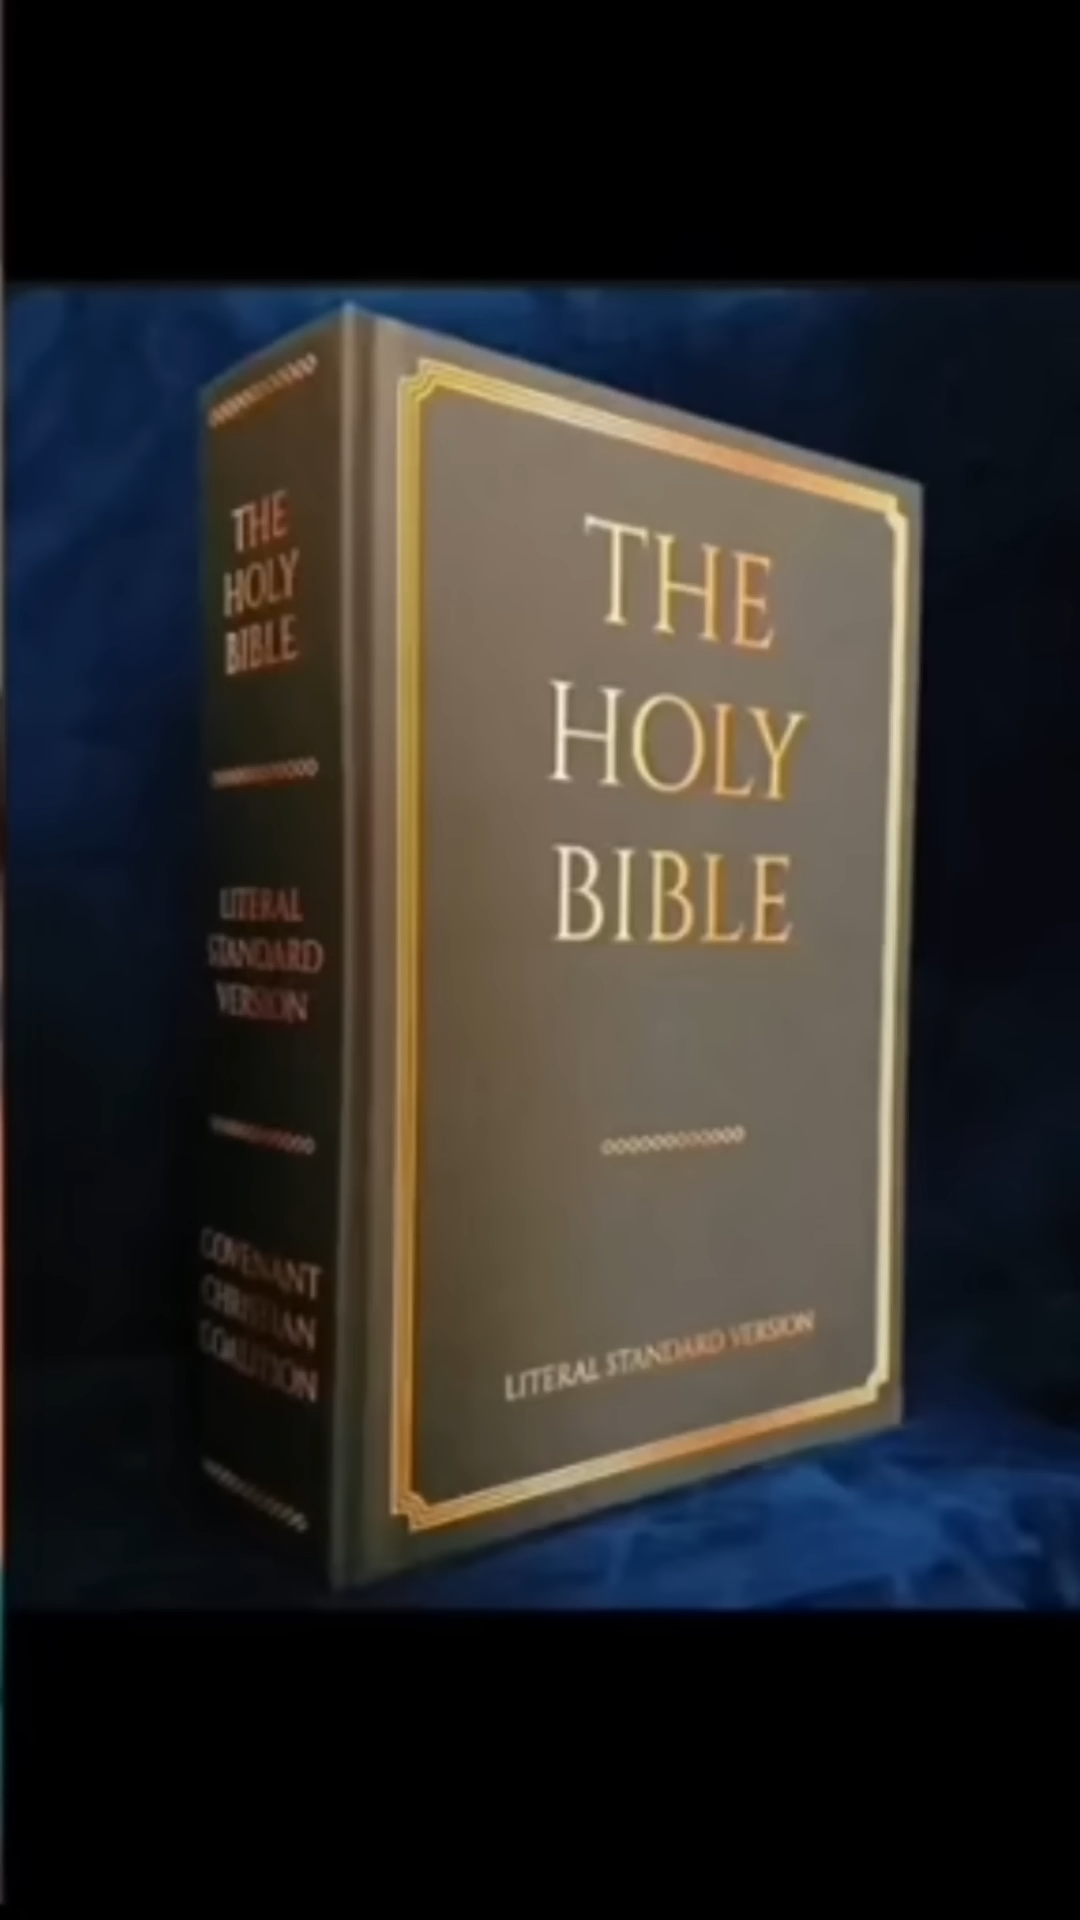 THE
HOLY
BIBLE
LITERAL
STANDARD
VERSION
COVENANT
CHRISTIAN
COALITION
THE
HOLY
BIBLE
LITERAL STANDARD VERSION